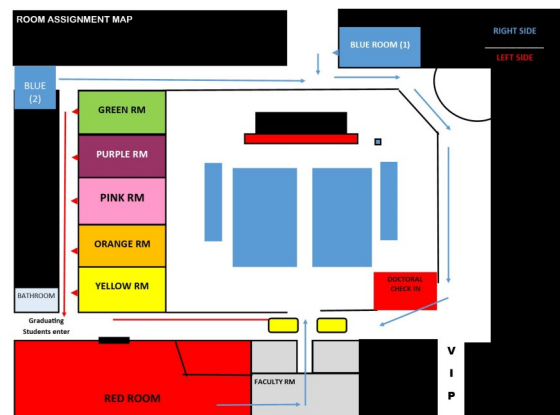 ROOM ASSIGNMENT MAP
BLUE ROOM (1)
RIGHT SIDE
LEFT SIDE
BLUE
(2)
GREEN RM
PURPLE RM
PINK RM
ORANGE RM
YELLOW RM
DOCTORAL
CHECK IN
BATHROOM
Graduating
Students enter
RED ROOM
FACULTY RM
V
I
P